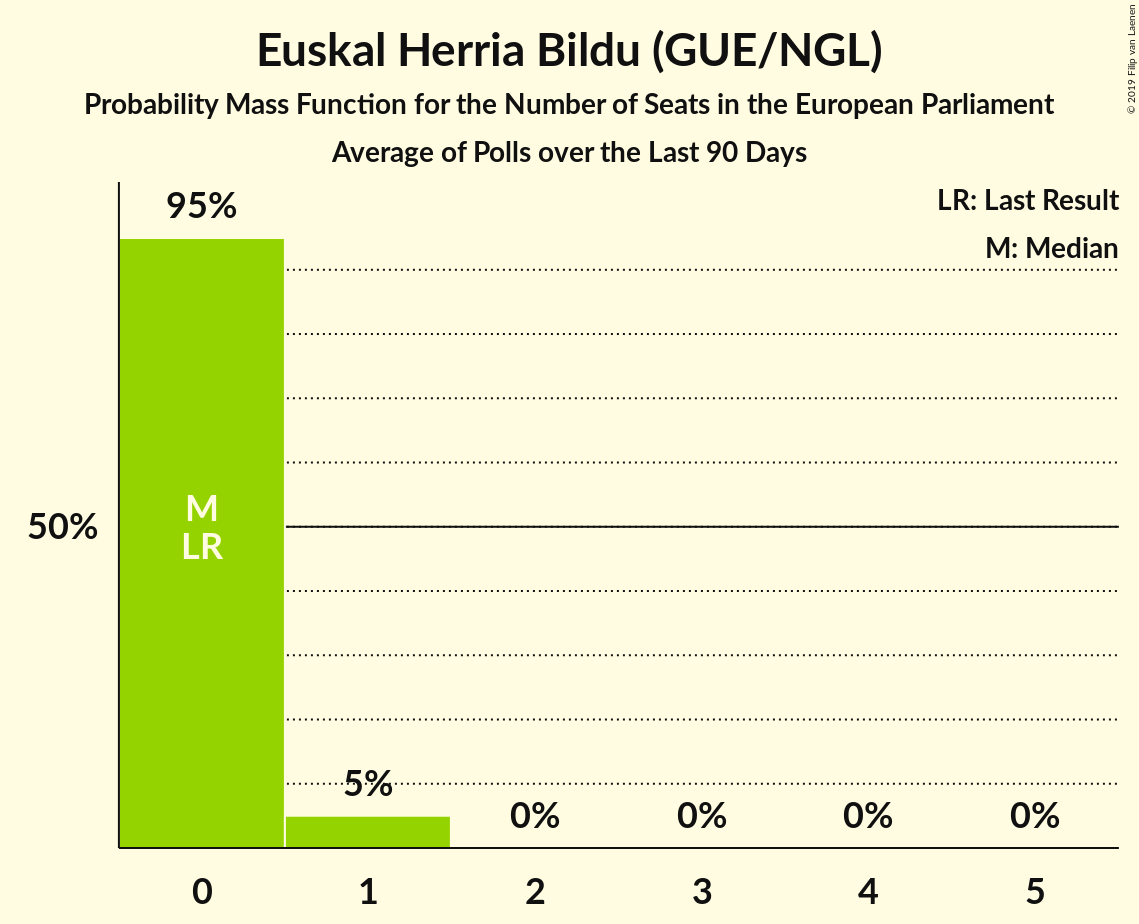 Euskal Herria Bildu (GUE/NGL)
Probability Mass Function for the Number of Seats in the European Parliament
Average of Polls over the Last 90 Days
© 2019 Filip van Laenen
LR: Last Result
M: Median
95%
M
LR
50%
5%
0%
0%
0%
0%
0
1
2
3
4
5